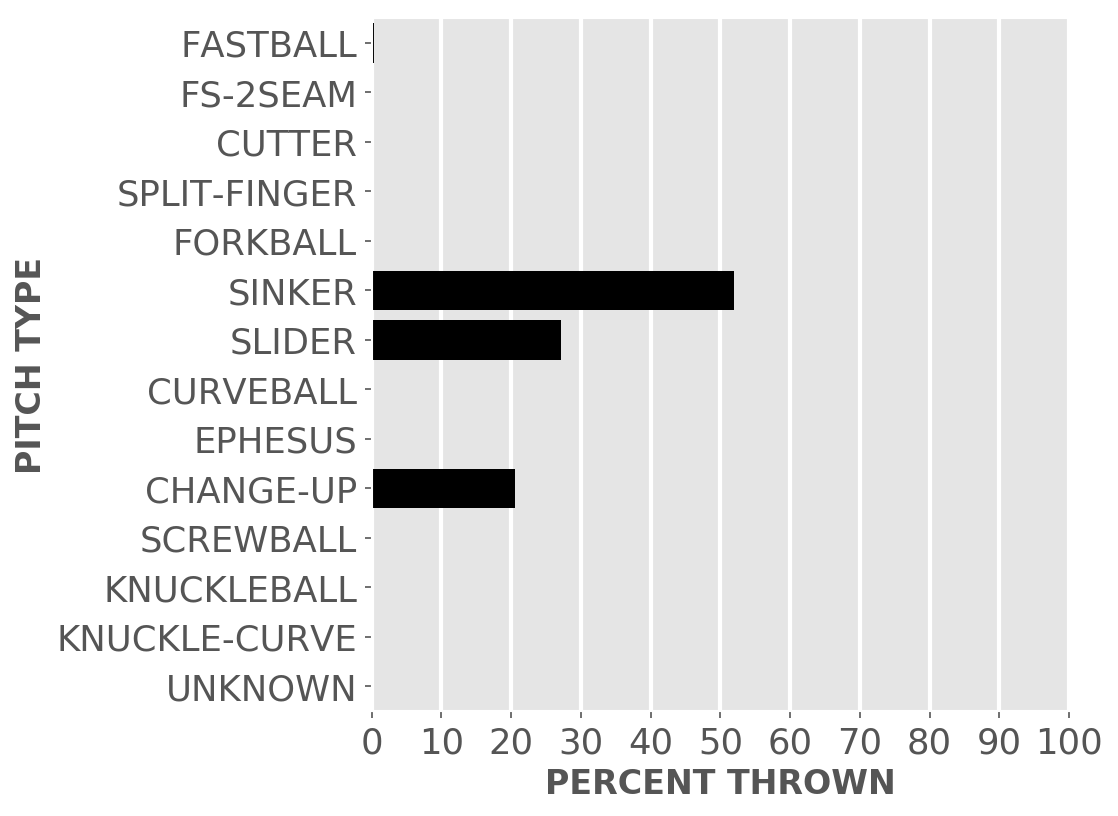 FASTBALL
FS-2SEAM
CUTTER
SPLIT-FINGER
FORKBALL
SINKER
SLIDER
CURVEBALL
EPHESUS
CHANGE-UP
SCREWBALL
KNUCKLEBALL
KNUCKLE-CURVE
UNKNOWN
PITCH TYPE
0 10 20 30 40 50 60 70 80 90 100
PERCENT THROWN